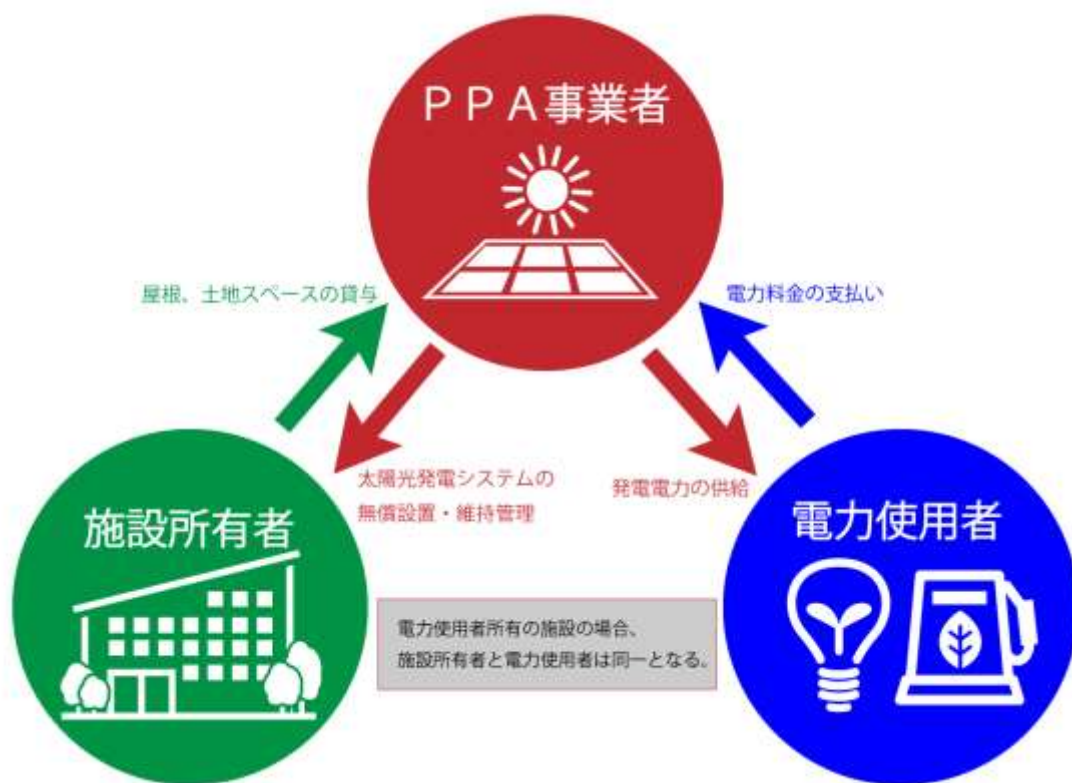 ＰＰＡ事業者
屋根、土地スペースの貸与
電力料金の支払い
太陽光発電システムの
無償設置・維持管理
発電電力の供給
施設所有者
電力使用者
電力使用者所有の施設の場合、
施設所有者と電力使用者は同一となる。